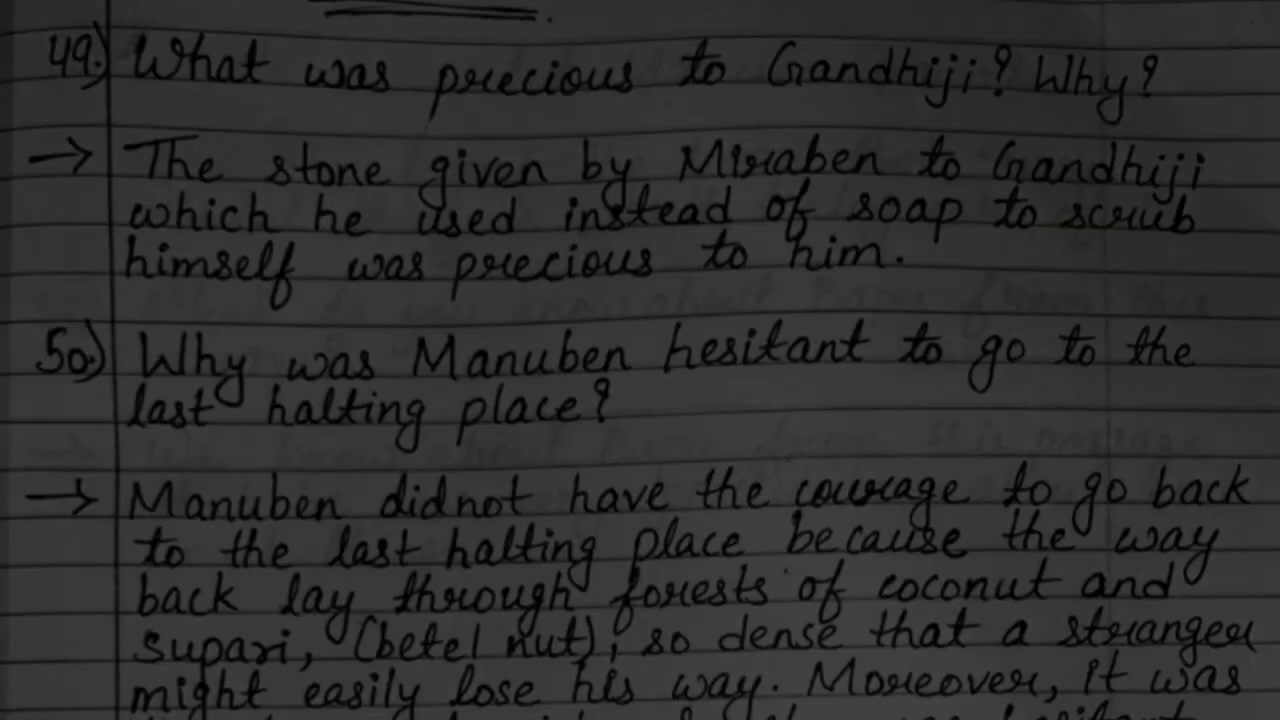 49.) What was precious to Gandhiji? Why?
→ The stone given by Miraben to Gandhiji
which he used instead of soap to scrub
himself was precious to him.
50.) Why was Manuben hesitant to go to the
last halting place?
→ Manuben didnot have the courage to go back
to the last halting place because the way
back lay through forests of coconut and
supari, (betel nut), so dense that a stranger
might easily lose his way. Moreover, it was